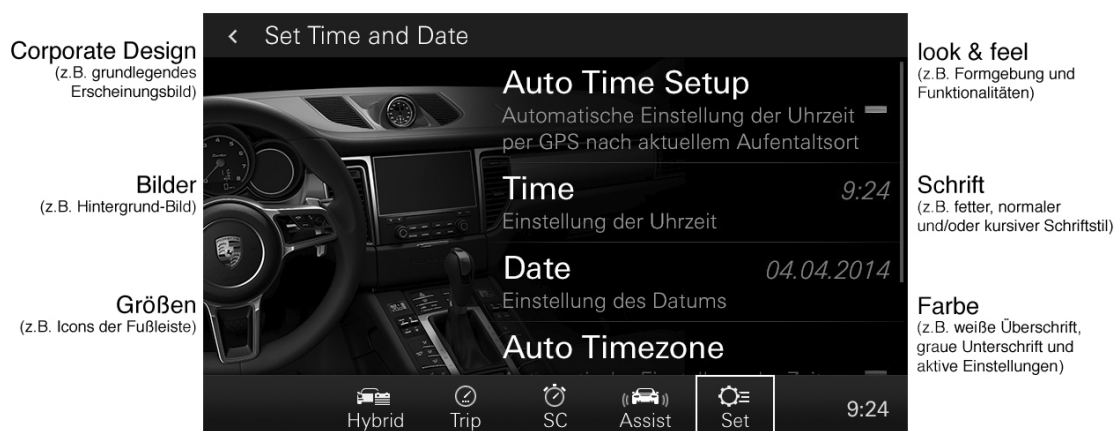 Corporate Design
(z.B. grundlegendes
Erscheinungsbild)
Bilder
(z.B. Hintergrund-Bild)
Größen
(z.B. Icons der Fußleiste)
< Set Time and Date
Auto Time Setup
Automatische Einstellung der Uhrzeit
per GPS nach aktuellem Aufentaltsort
Time 9:24
Einstellung der Uhrzeit
Date 04.04.2014
Einstellung des Datums
Auto Timezone
Hybrid Trip SC Assist Set 9:24
look & feel
(z.B. Formgebung und
Funktionalitäten)
Schrift
(z.B. fetter, normaler
und/oder kursiver Schriftstil)
Farbe
(z.B. weiße Überschrift,
graue Unterschrift und
aktive Einstellungen)